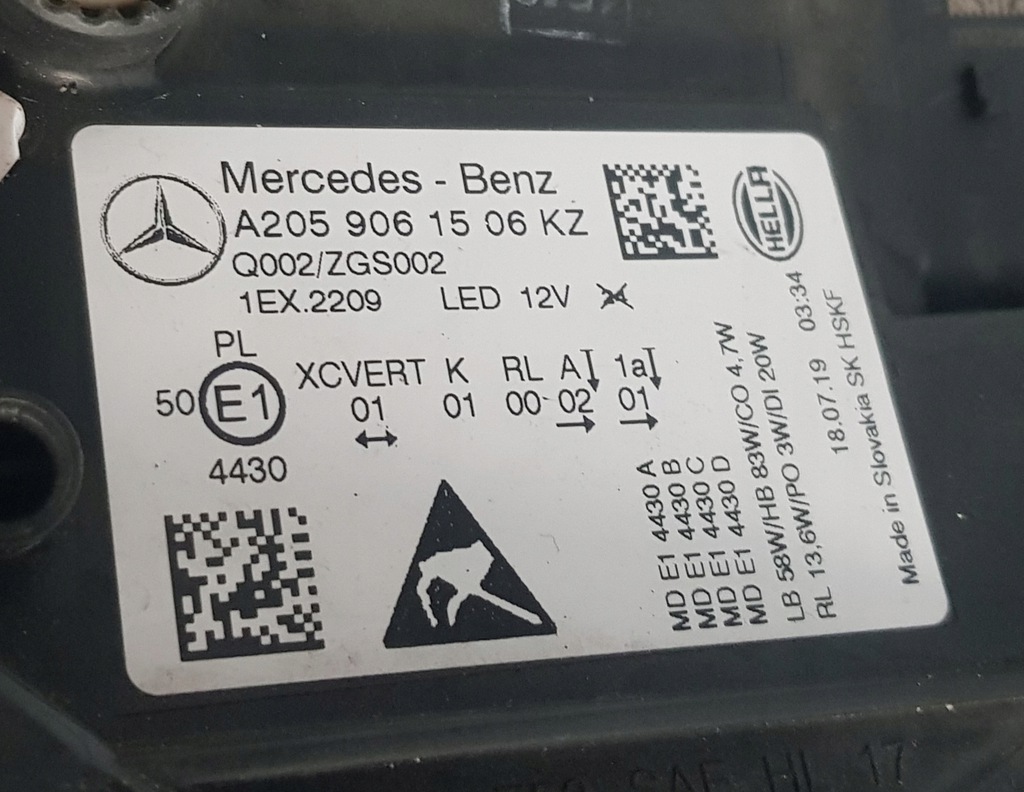 Mercedes - Benz
A205 906 15 06 KZ
Q002/ZGS002
1EX.2209 LED 12V
HELLA
PL
50 E1
4430
XCVERT K RL A 1a
01 01 00 02 01
MD E1 4430 A
MD E1 4430 B
MD E1 4430 C
MD E1 4430 D
LB 58W/HB 83W/CO 4,7W
RL 13,6W/PO 3W/DI 20W
18.07.19 03:34
Made in Slovakia SK HSKF
SAE HL 17